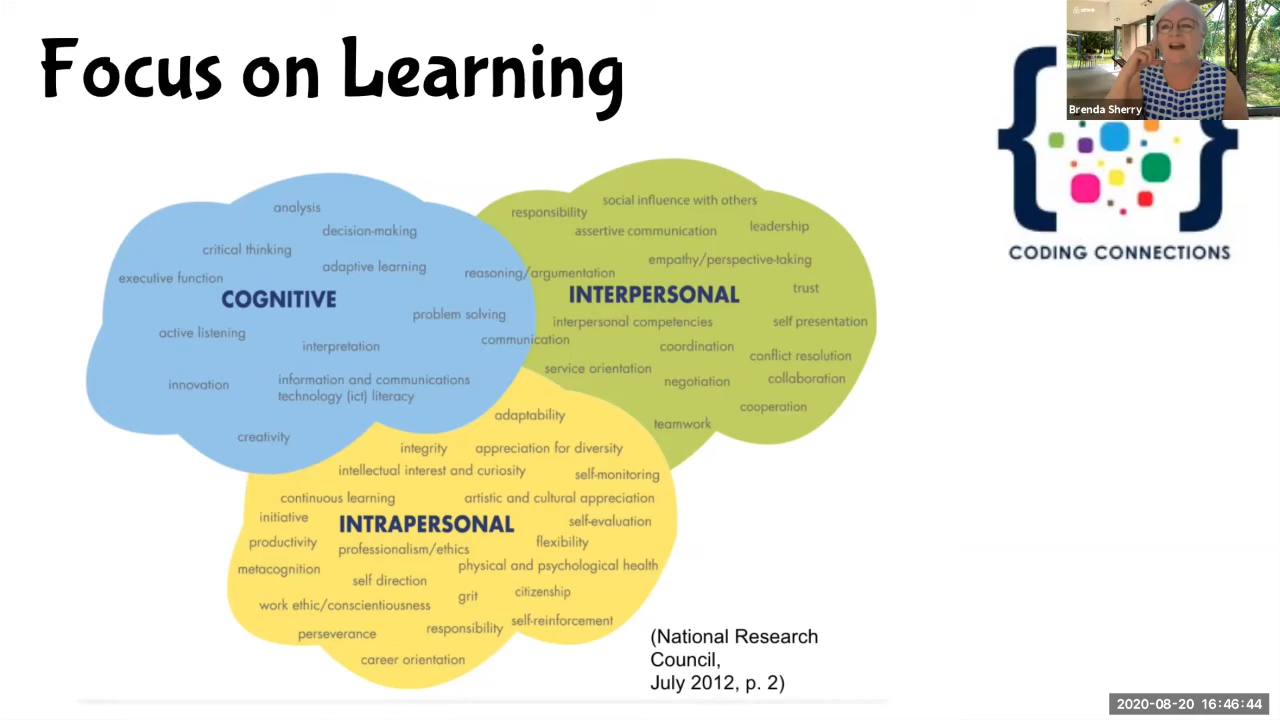 Focus on Learning
Brenda Sherry
CODING CONNECTIONS
analysis
decision-making
critical thinking
adaptive learning
executive function
COGNITIVE
problem solving
active listening
interpretation
innovation
information and communications
technology (ict) literacy
creativity
reasoning/argumentation
communication
social influence with others
responsibility
leadership
assertive communication
empathy/perspective-taking
trust
INTERPERSONAL
interpersonal competencies
self presentation
coordination
conflict resolution
service orientation
negotiation
collaboration
cooperation
teamwork
adaptability
integrity
appreciation for diversity
intellectual interest and curiosity
self-monitoring
continuous learning
artistic and cultural appreciation
initiative
INTRAPERSONAL
self-evaluation
productivity
professionalism/ethics
flexibility
metacognition
physical and psychological health
self direction
grit
citizenship
work ethic/conscientiousness
self-reinforcement
perseverance
responsibility
career orientation
(National Research
Council,
July 2012, p. 2)
2020-08-20 16:46:44